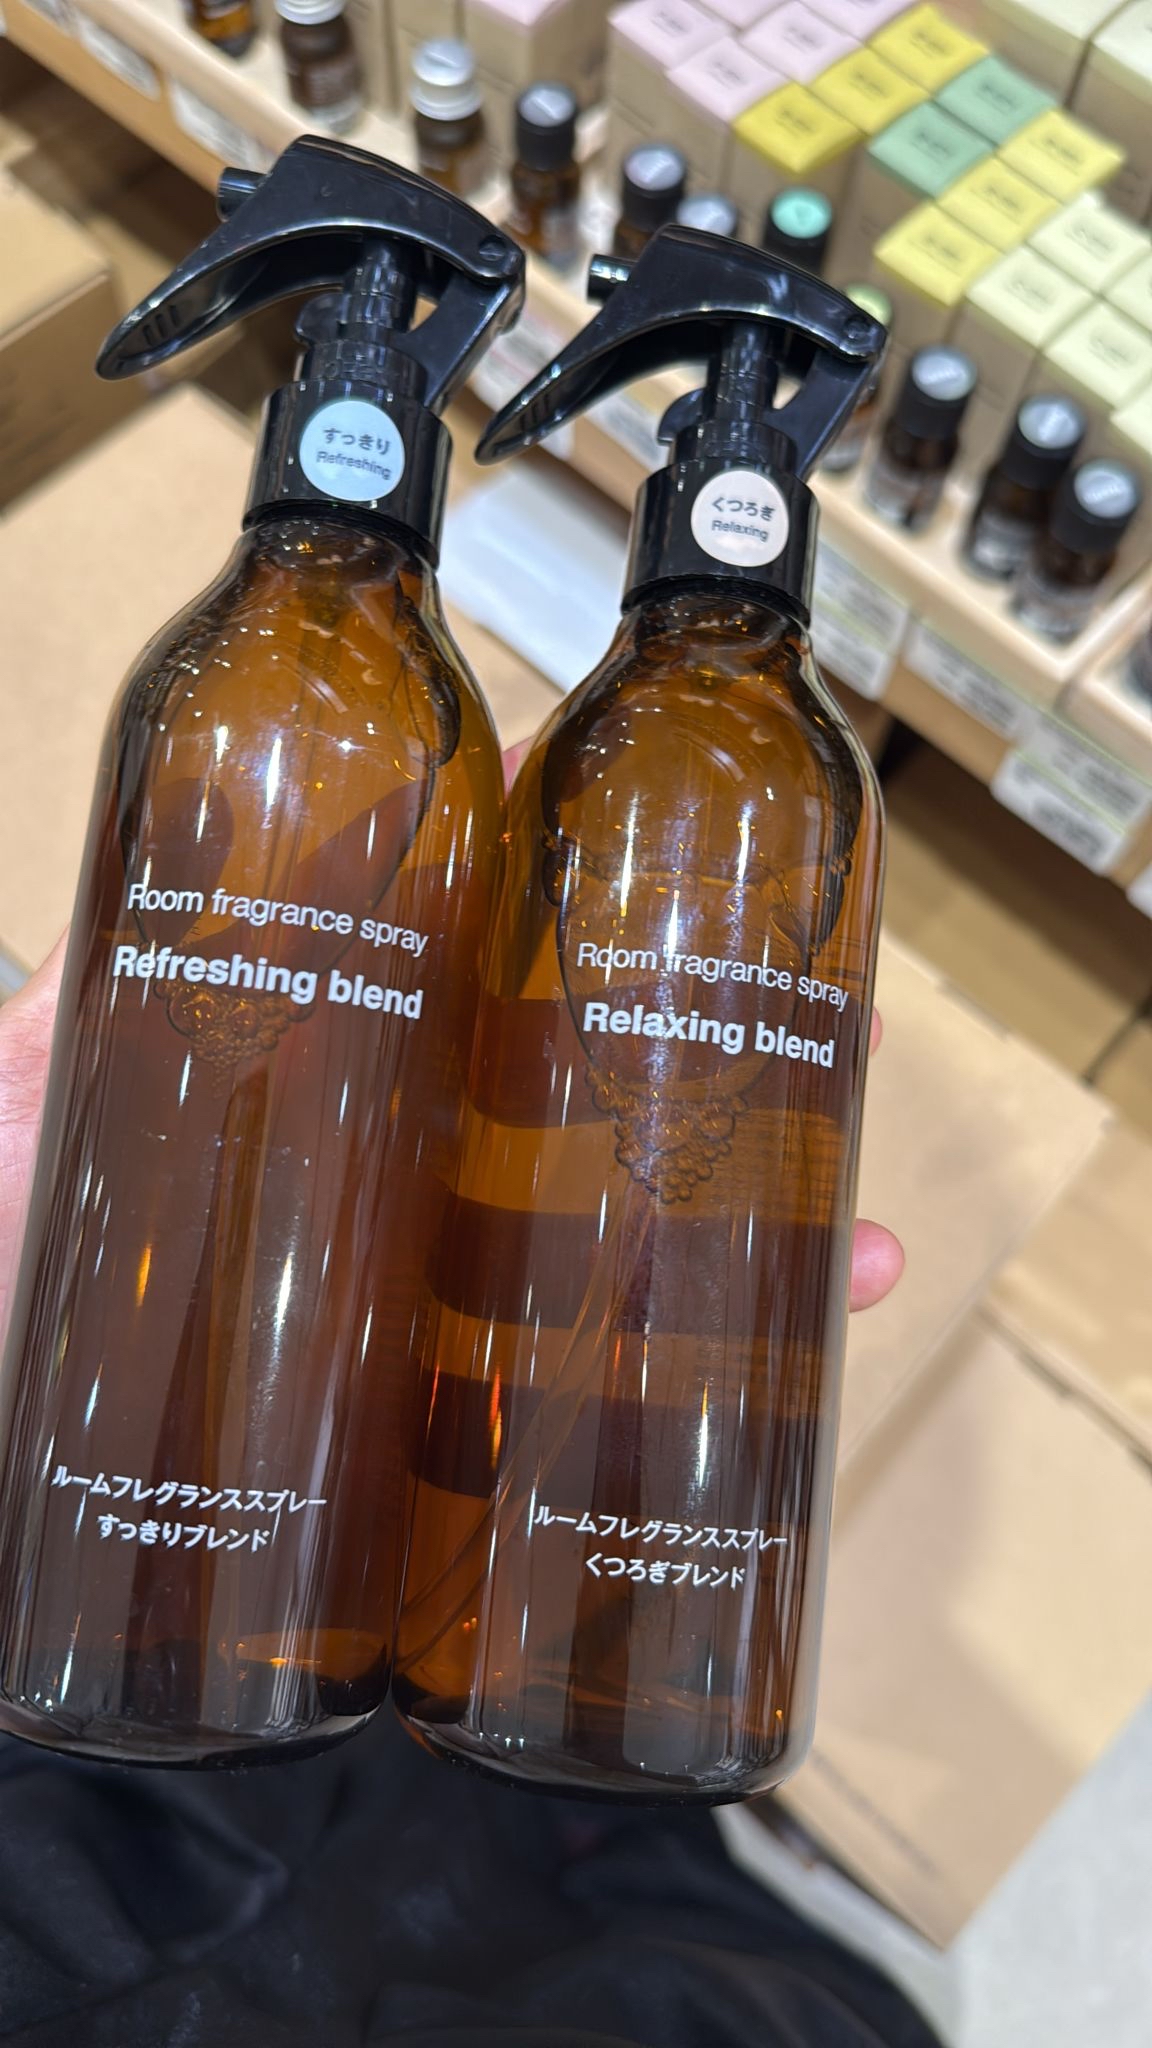 すっきり
Refreshing
Room fragrance spray
Refreshing blend
ルームフレグランススプレー
すっきりブレンド
くつろぎ
Relaxing
Room fragrance spray
Relaxing blend
ルームフレグランススプレー
くつろぎブレンド